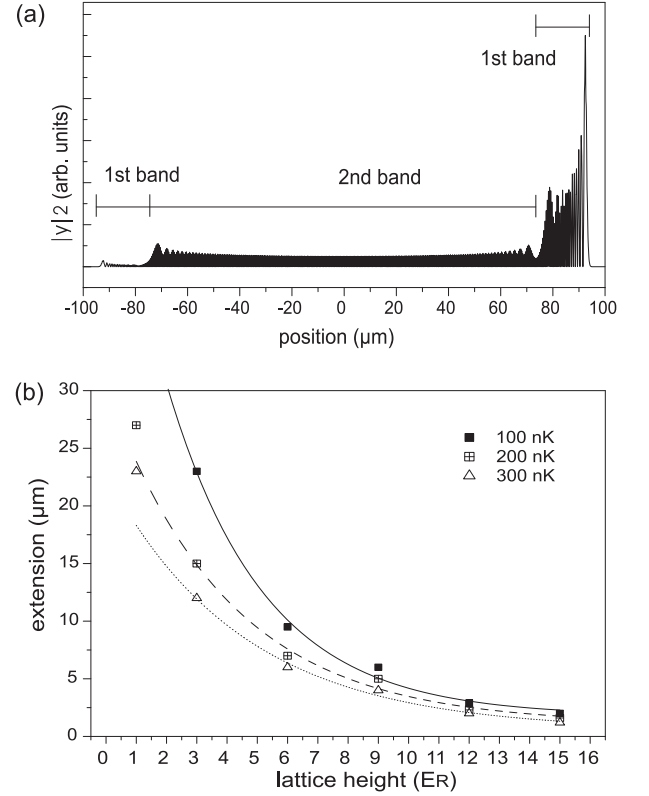 (a)
1st band
1st band
2nd band
|y|2 (arb. units)
-100 -80 -60 -40 -20 0 20 40 60 80 100
position (μm)
(b)
30
25
20
15
10
5
0
100 nK
200 nK
300 nK
extension (μm)
0 1 2 3 4 5 6 7 8 9 10 11 12 13 14 15 16
lattice height (ER)